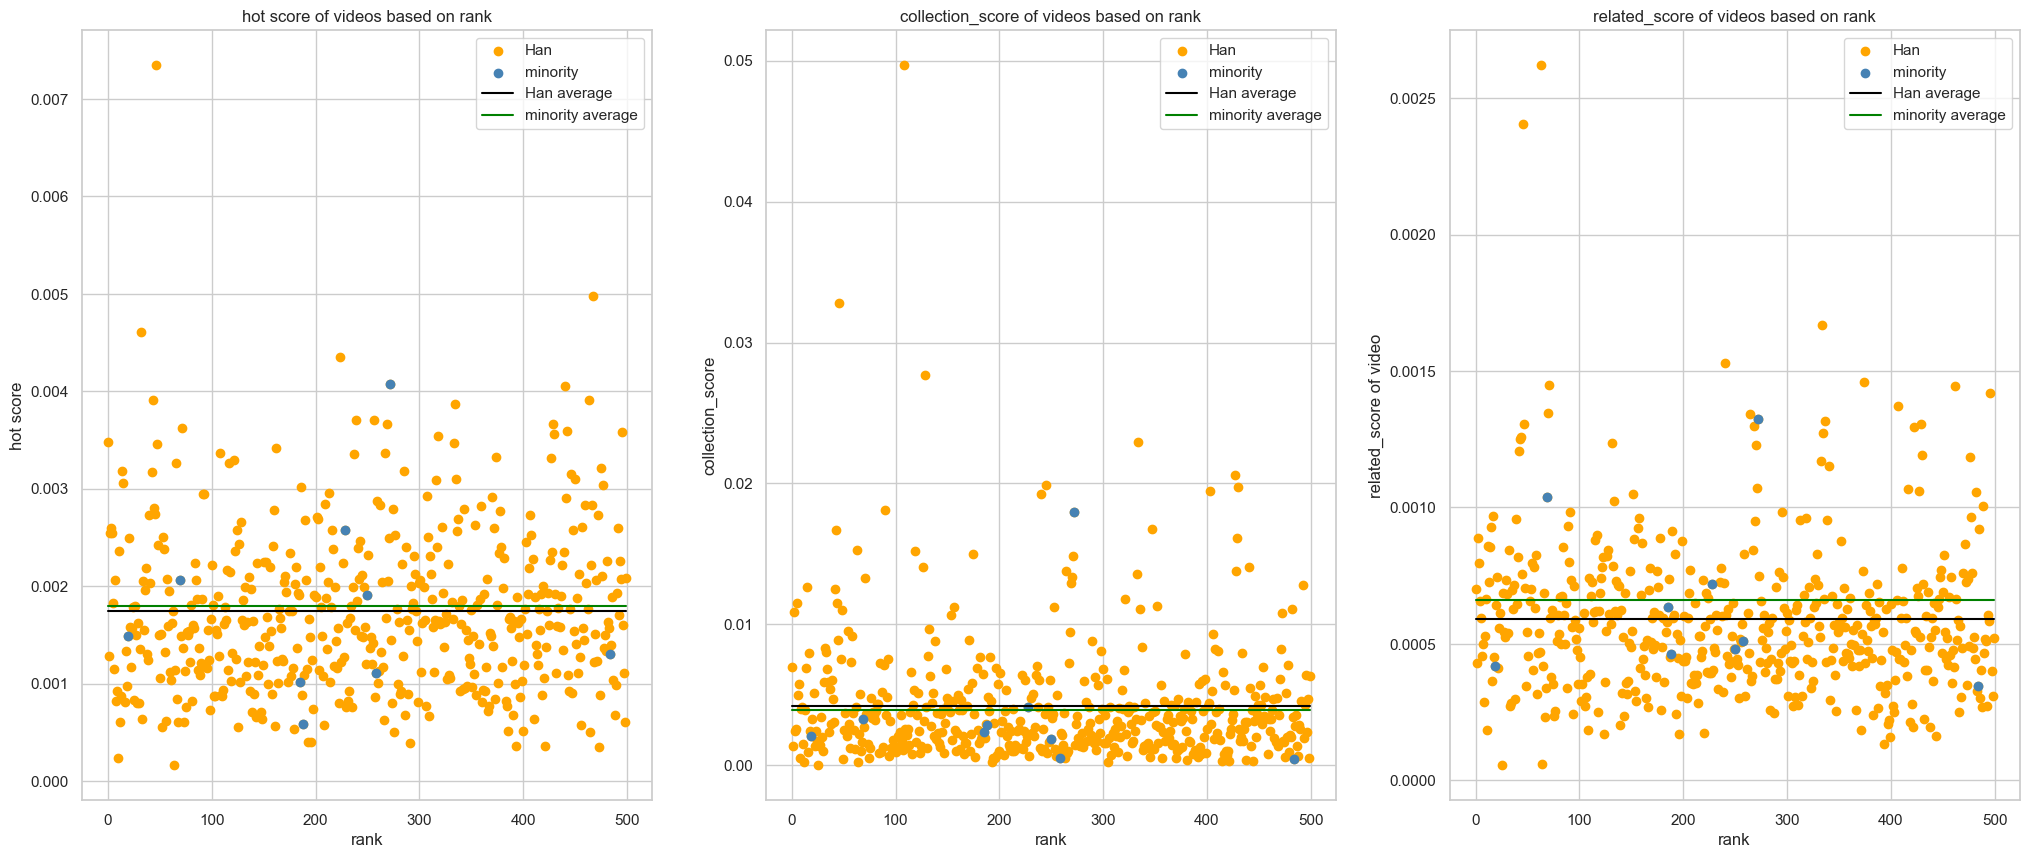 hot score of videos based on rank
Han
minority
Han average
minority average
0.007
0.006
0.005
0.004
0.003
0.002
0.001
0.000
hot score
0
100
200
300
400
500
rank
collection_score of videos based on rank
Han
minority
Han average
minority average
0.05
0.04
0.03
0.02
0.01
0.00
collection_score
0
100
200
300
400
500
rank
related_score of videos based on rank
Han
minority
Han average
minority average
0.0025
0.0020
0.0015
0.0010
0.0005
0.0000
related_score of video
0
100
200
300
400
500
rank